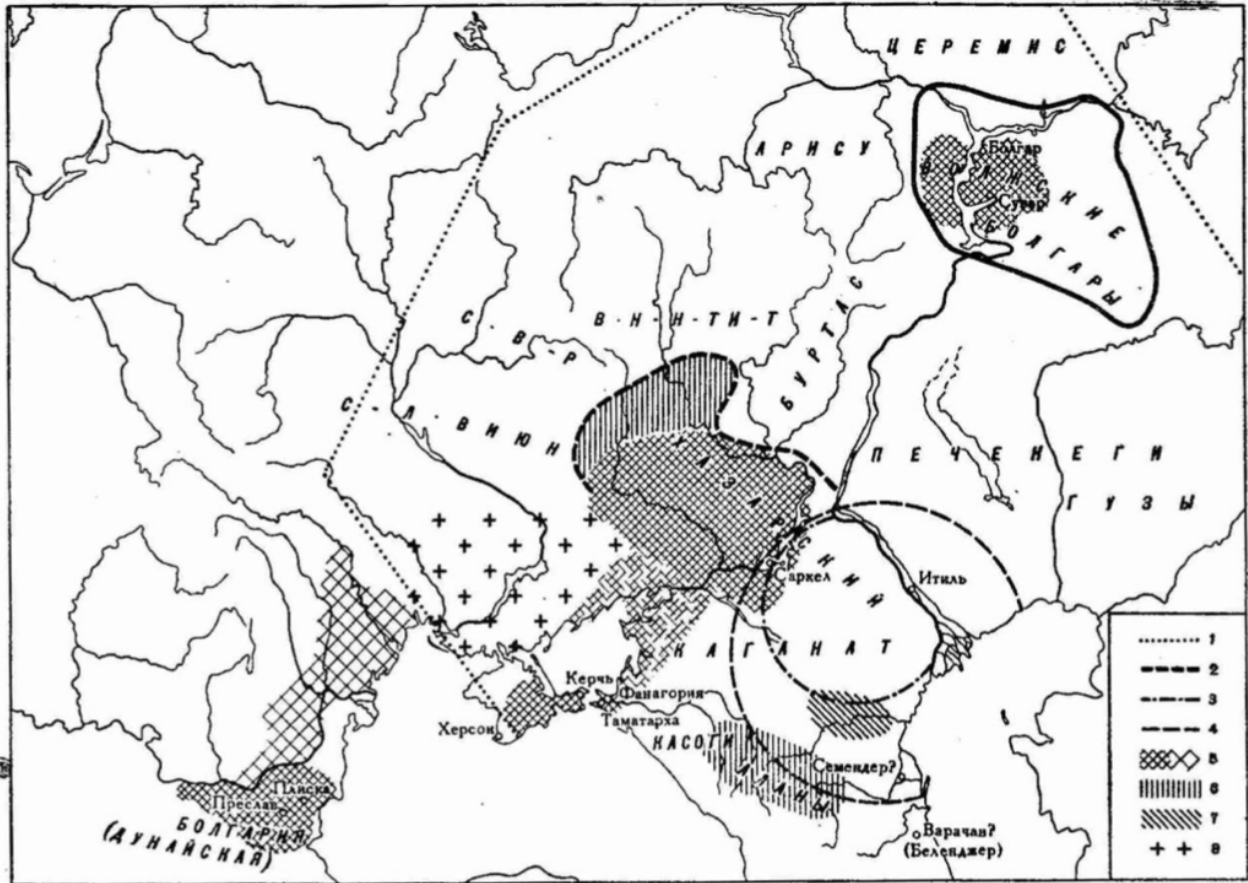 ЦЕРЕМИС
АРИСУ
Болгар
ВОЛЖСКИЕ
Сувар
БОЛГАРЫ
С-В-Р
В-Н-Н-ТИ-Т
БУРТАС
С-Л-ВИЮН
ПЕЧЕНЕГИ
ГУЗЫ
ХАЗАРСКИЙ
Саркел
Итиль
КАГАНАТ
Керчь
Фанагория
Херсон
Таматарха
КАСОГИ
АЛАНЫ
Семендер?
Плиска
Преслав
БОЛГАРИЯ
(ДУНАЙСКАЯ)
Варачан?
(Беленджер)
1
2
3
4
5
6
7
8